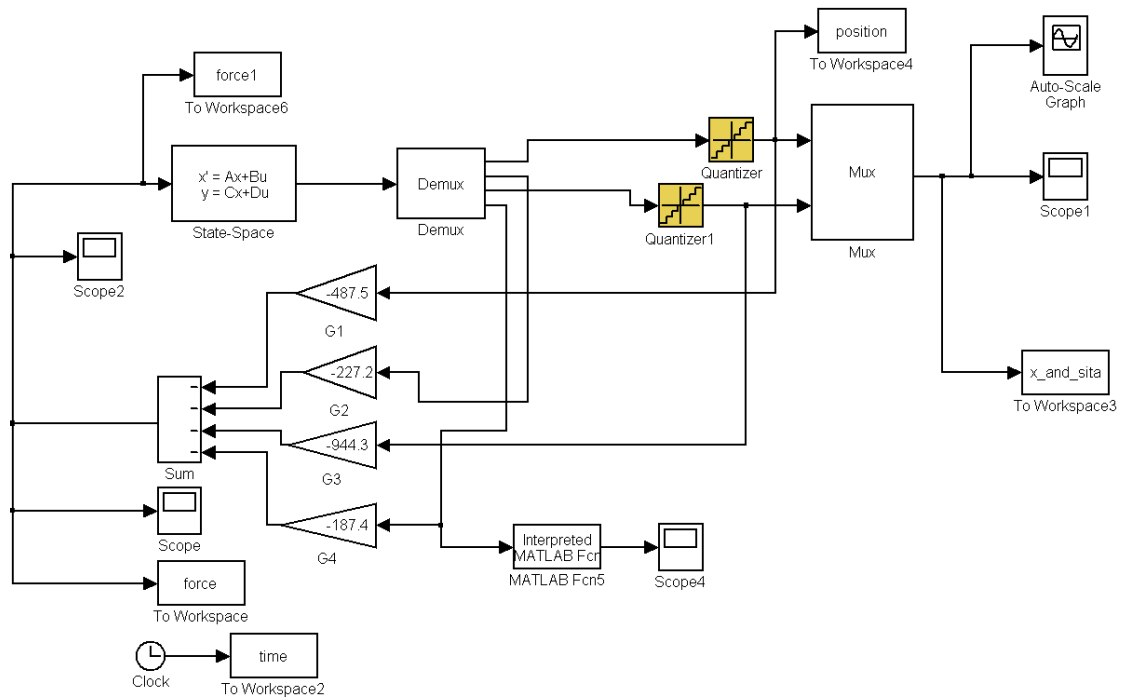 position
To Workspace4
force1
To Workspace6
Auto-Scale
Graph
x' = Ax+Bu
y = Cx+Du
State-Space
Demux
Demux
Quantizer
Quantizer1
Mux
Mux
Scope1
Scope2
-487.5
G1
-227.2
G2
x_and_sita
To Workspace3
-944.3
G3
Sum
-187.4
G4
Scope
Interpreted
MATLAB Fcn
MATLAB Fcn5
Scope4
force
To Workspace
time
Clock
To Workspace2